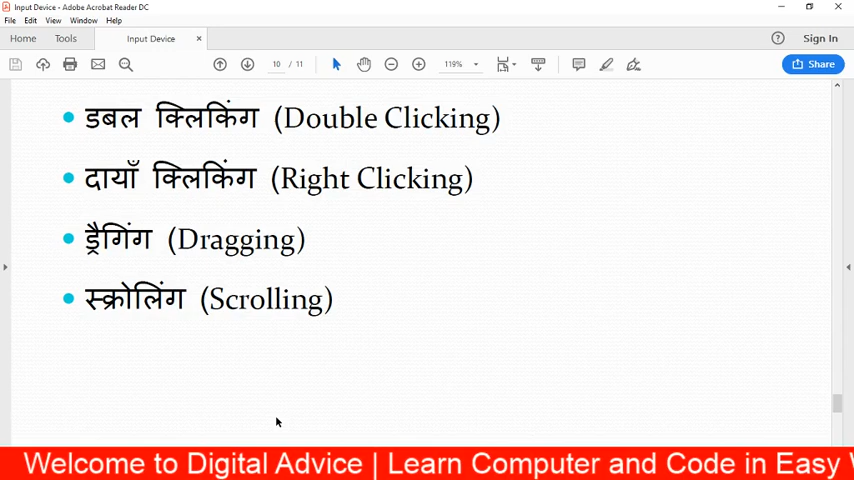 Input Device - Adobe Acrobat Reader DC
File Edit View Window Help
Home Tools Input Device × Sign In
10 / 11 119% Share
• डबल क्लिकिंग (Double Clicking)
• दायाँ क्लिकिंग (Right Clicking)
• ड्रैगिंग (Dragging)
• स्क्रोलिंग (Scrolling)
Welcome to Digital Advice | Learn Computer and Code in Easy